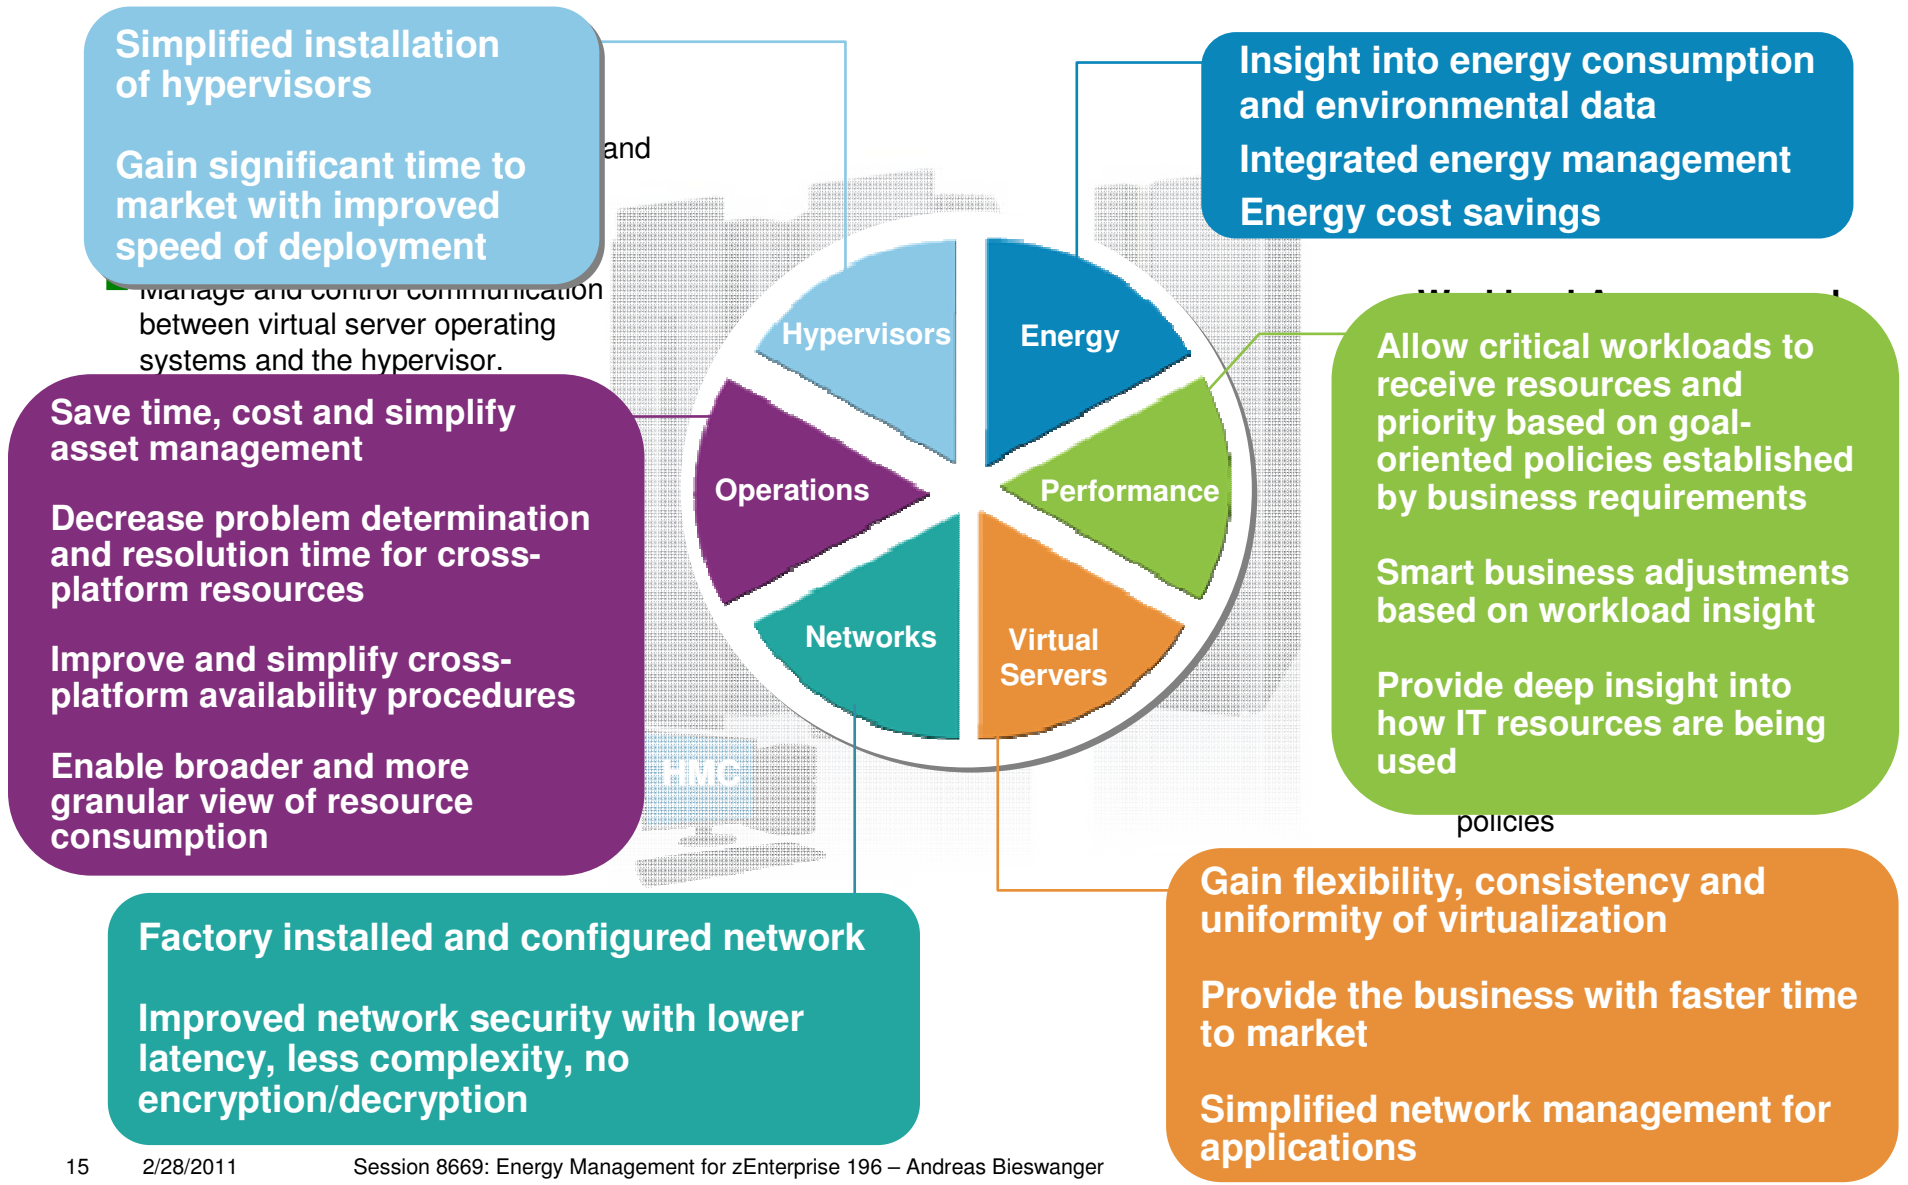 Simplified installation
of hypervisors
Gain significant time to
market with improved
speed of deployment
and
Manage and control communication
between virtual server operating
systems and the hypervisor.
Insight into energy consumption
and environmental data
Integrated energy management
Energy cost savings
Hypervisors
Energy
Operations
Performance
Networks
Virtual
Servers
Save time, cost and simplify
asset management
Decrease problem determination
and resolution time for cross-
platform resources
Improve and simplify cross-
platform availability procedures
Enable broader and more
granular view of resource
consumption
HMC
Allow critical workloads to
receive resources and
priority based on goal-
oriented policies established
by business requirements
Smart business adjustments
based on workload insight
Provide deep insight into
how IT resources are being
used
policies
Factory installed and configured network
Improved network security with lower
latency, less complexity, no
encryption/decryption
Gain flexibility, consistency and
uniformity of virtualization
Provide the business with faster time
to market
Simplified network management for
applications
15 2/28/2011 Session 8669: Energy Management for zEnterprise 196 – Andreas Bieswanger